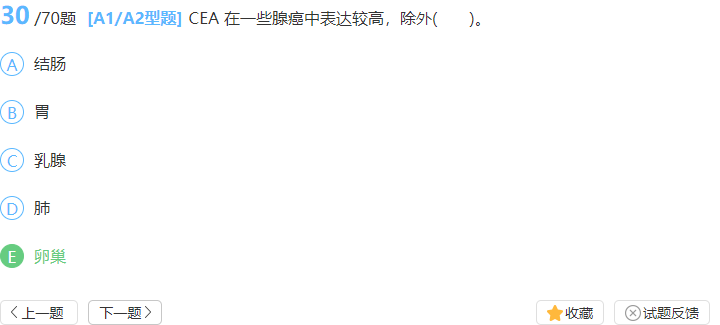 30 /70题 [A1/A2型题] CEA 在一些腺癌中表达较高，除外(　　)。
A 结肠
B 胃
C 乳腺
D 肺
E 卵巢
上一题 下一题 收藏 试题反馈